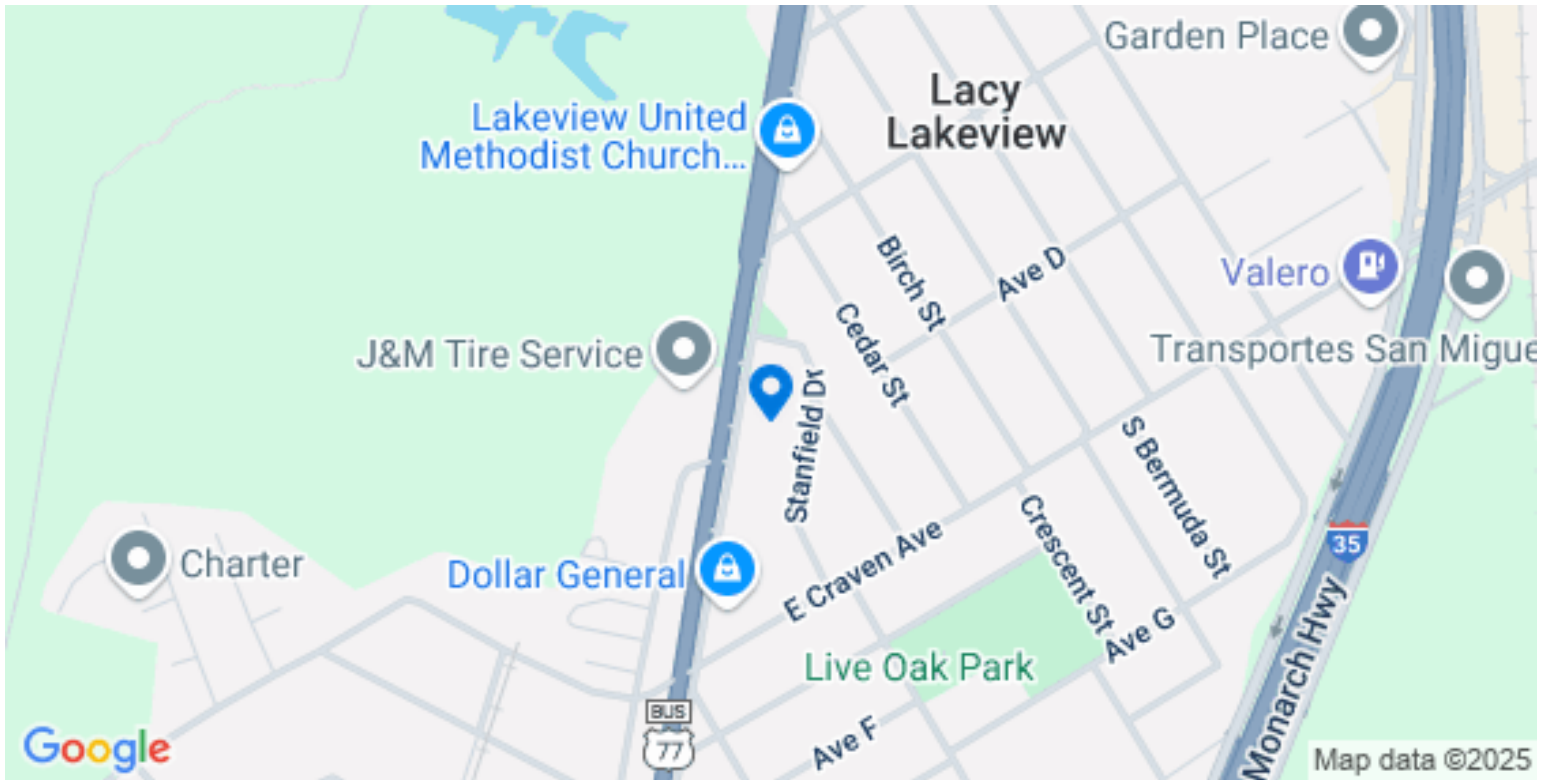 Garden Place
Lacy
Lakeview
Lakeview United
Methodist Church...
Birch St
Ave D
Valero
Cedar St
J&M Tire Service
Transportes San Migue
Stanfield Dr
S Bermuda St
Crescent St
35
E Craven Ave
Charter
Dollar General
Monarch Hwy
Ave G
Live Oak Park
BUS
77
Ave F
Google
Map data ©2025